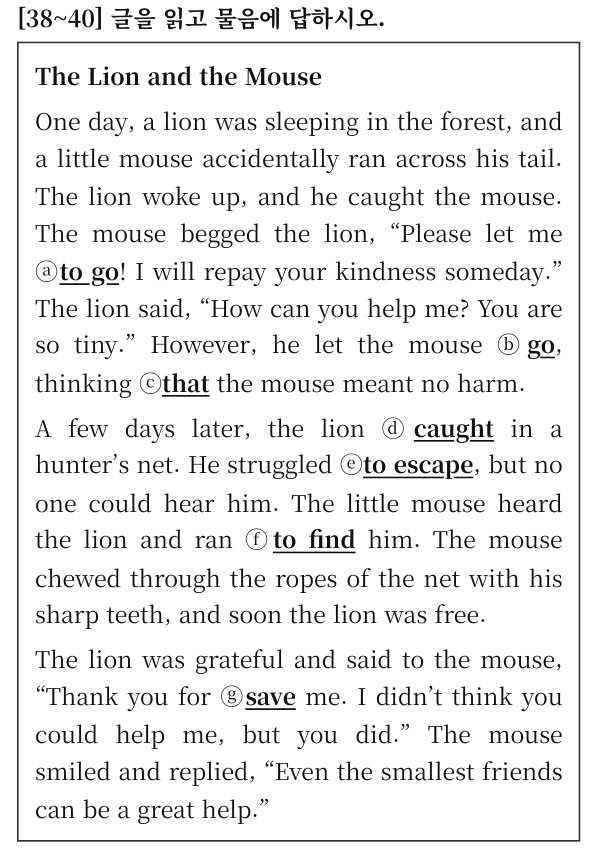 [38~40] 글을 읽고 물음에 답하시오.
The Lion and the Mouse
One day, a lion was sleeping in the forest, and
a little mouse accidentally ran across his tail.
The lion woke up, and he caught the mouse.
The mouse begged the lion, “Please let me
ⓐto go! I will repay your kindness someday.”
The lion said, “How can you help me? You are
so tiny.” However, he let the mouse ⓑ go,
thinking ⓒthat the mouse meant no harm.
A few days later, the lion ⓓ caught in a
hunter’s net. He struggled ⓔto escape, but no
one could hear him. The little mouse heard
the lion and ran ⓕ to find him. The mouse
chewed through the ropes of the net with his
sharp teeth, and soon the lion was free.
The lion was grateful and said to the mouse,
“Thank you for ⓖsave me. I didn’t think you
could help me, but you did.” The mouse
smiled and replied, “Even the smallest friends
can be a great help.”